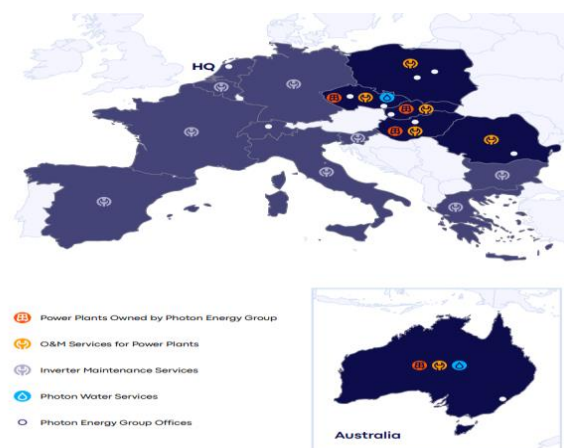 HQ
Power Plants Owned by Photon Energy Group
O&M Services for Power Plants
Inverter Maintenance Services
Photon Water Services
Photon Energy Group Offices
Australia